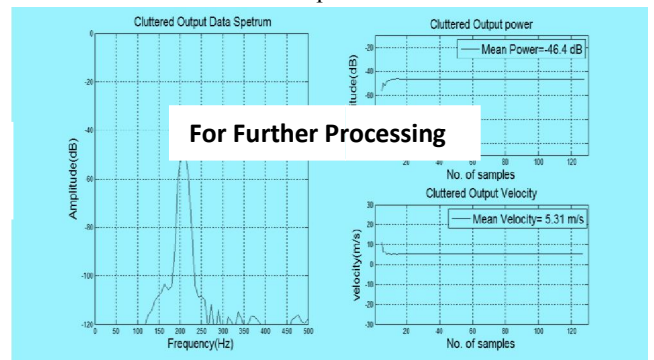 Cluttered Output Data Spetrum
0
-20
-40
-60
-80
-100
-120
Amplitude(dB)
0 50 100 150 200 250 300 350 400 450 500
Frequency(Hz)
For Further Processing
Cluttered Output power
Mean Power=-46.4 dB
-20
-40
-60
20 40 60 80 100 120
No. of samples
Cluttered Output Velocity
Mean Velocity= 5.31 m/s
30
20
10
0
-10
-20
-30
velocity(m/s)
20 40 60 80 100 120
No. of samples